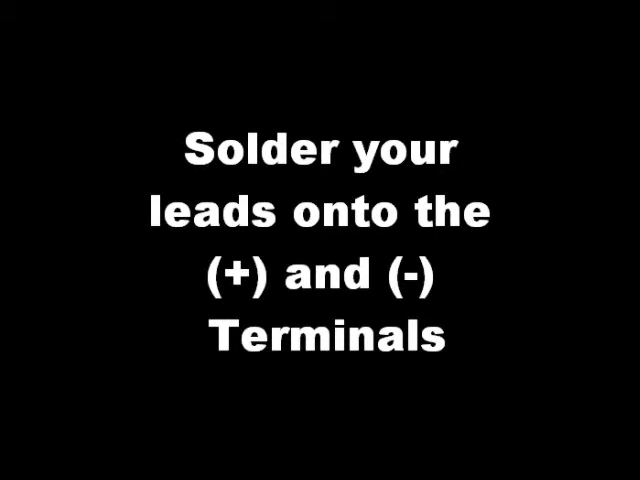 Solder your
leads onto the
(+) and (-)
Terminals